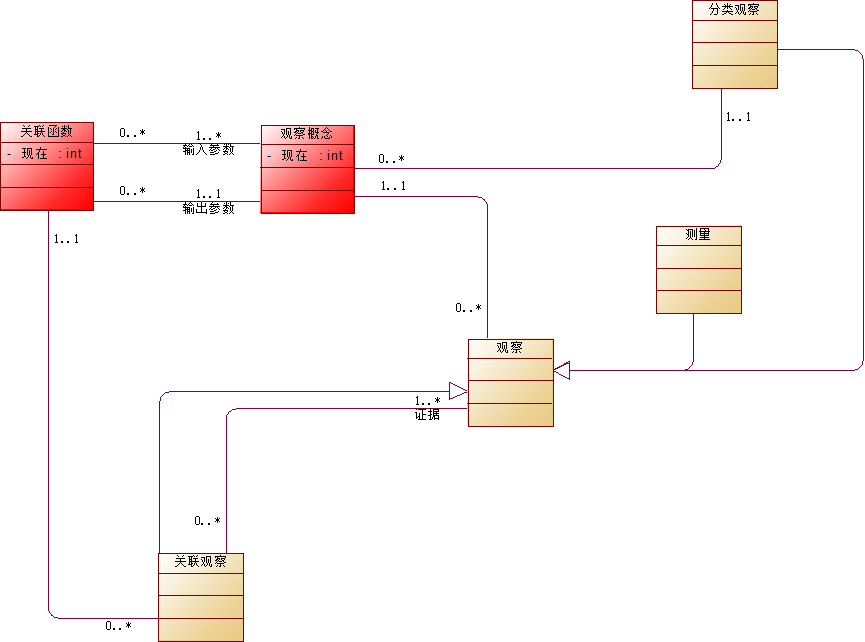 分类观察
1..1
关联函数
- 现在 : int
0..*
1..*
输入参数
0..*
1..1
输出参数
观察概念
- 现在 : int
0..*
1..1
1..1
测量
0..*
观察
1..*
证据
0..*
关联观察
0..*